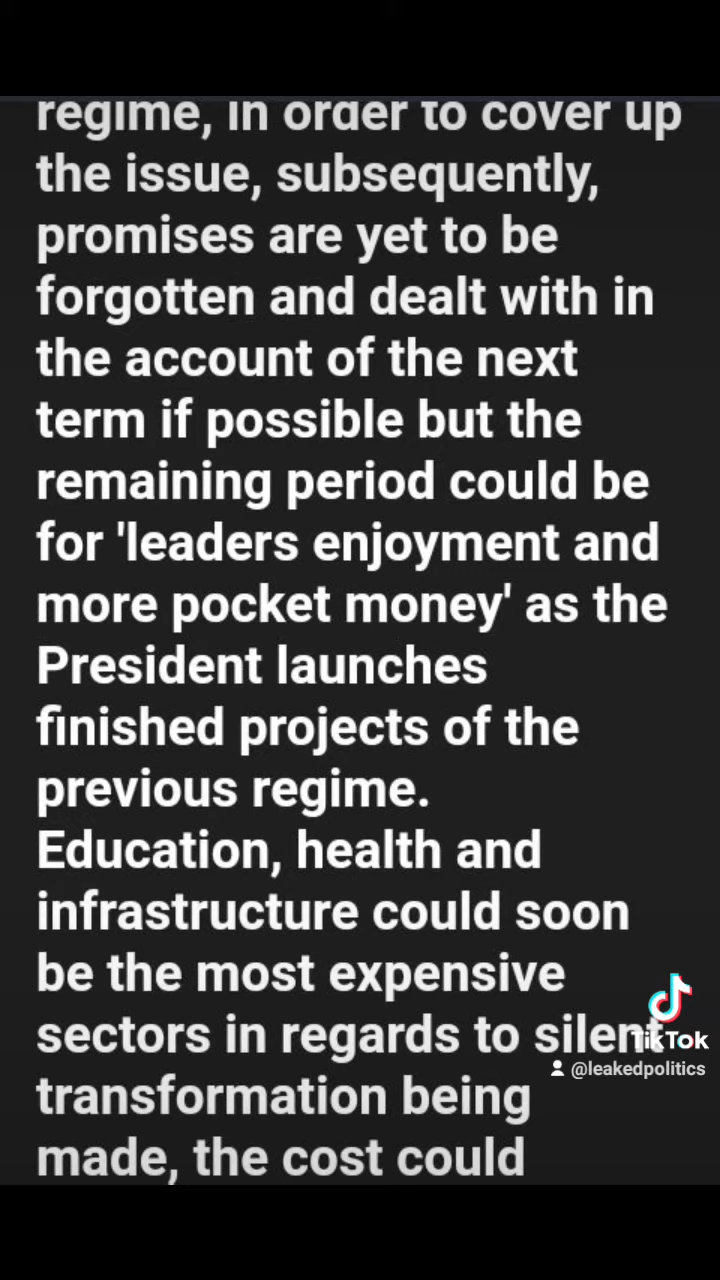 regime, in order to cover up
the issue, subsequently,
promises are yet to be
forgotten and dealt with in
the account of the next
term if possible but the
remaining period could be
for 'leaders enjoyment and
more pocket money' as the
President launches
finished projects of the
previous regime.
Education, health and
infrastructure could soon
be the most expensive
sectors in regards to silent
transformation being
made, the cost could
TikTok
@leakedpolitics